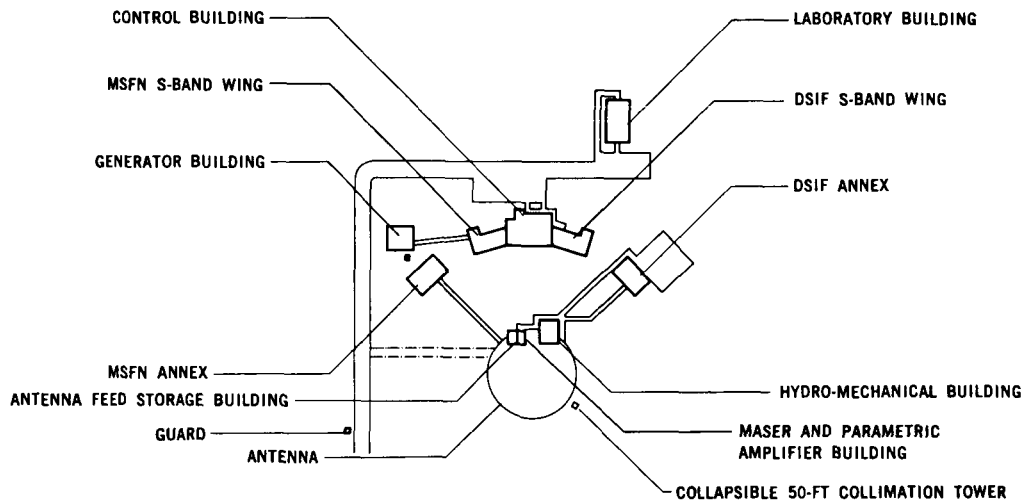 CONTROL BUILDING
LABORATORY BUILDING
MSFN S-BAND WING
DSIF S-BAND WING
GENERATOR BUILDING
DSIF ANNEX
MSFN ANNEX
HYDRO-MECHANICAL BUILDING
ANTENNA FEED STORAGE BUILDING
GUARD
MASER AND PARAMETRIC
AMPLIFIER BUILDING
ANTENNA
COLLAPSIBLE 50-FT COLLIMATION TOWER